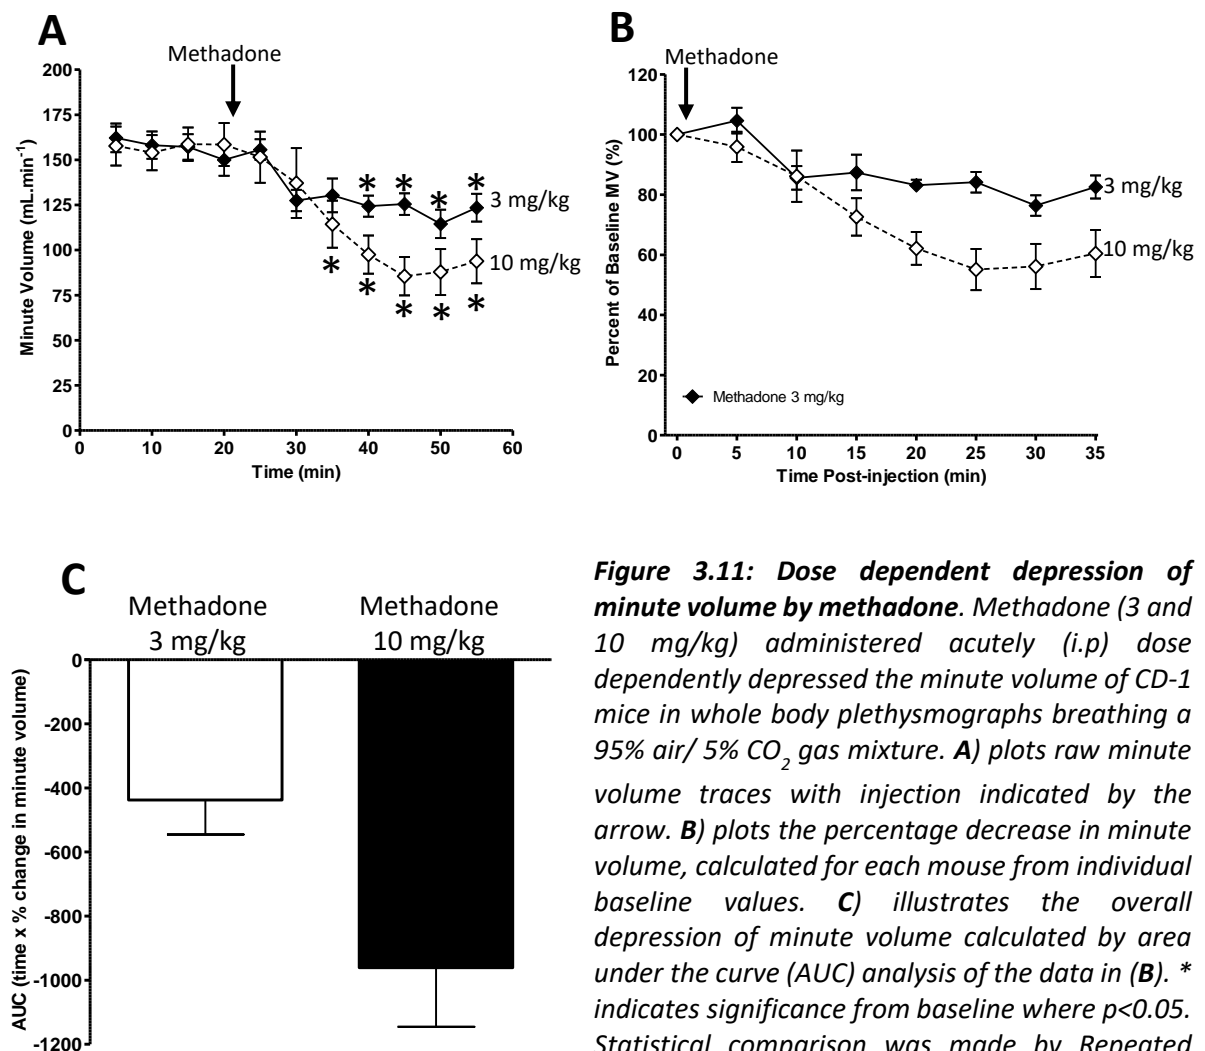 A
Methadone
200
175
150
125
100
75
50
25
0
Minute Volume (mL.min⁻¹)
* * * *
3 mg/kg
10 mg/kg
* * * * *
0 10 20 30 40 50 60
Time (min)
B
Methadone
120
100
80
60
40
20
0
Percent of Baseline MV (%)
3 mg/kg
10 mg/kg
Methadone 3 mg/kg
0 5 10 15 20 25 30 35
Time Post-injection (min)
C
Methadone
3 mg/kg
Methadone
10 mg/kg
0
-200
-400
-600
-800
-1000
-1200
AUC (time x % change in minute volume)
Figure 3.11: Dose dependent depression of
minute volume by methadone. Methadone (3 and
10 mg/kg) administered acutely (i.p) dose
dependently depressed the minute volume of CD-1
mice in whole body plethysmographs breathing a
95% air/ 5% CO₂ gas mixture. A) plots raw minute
volume traces with injection indicated by the
arrow. B) plots the percentage decrease in minute
volume, calculated for each mouse from individual
baseline values. C) illustrates the overall
depression of minute volume calculated by area
under the curve (AUC) analysis of the data in (B). *
indicates significance from baseline where p<0.05.
Statistical comparison was made by Repeated